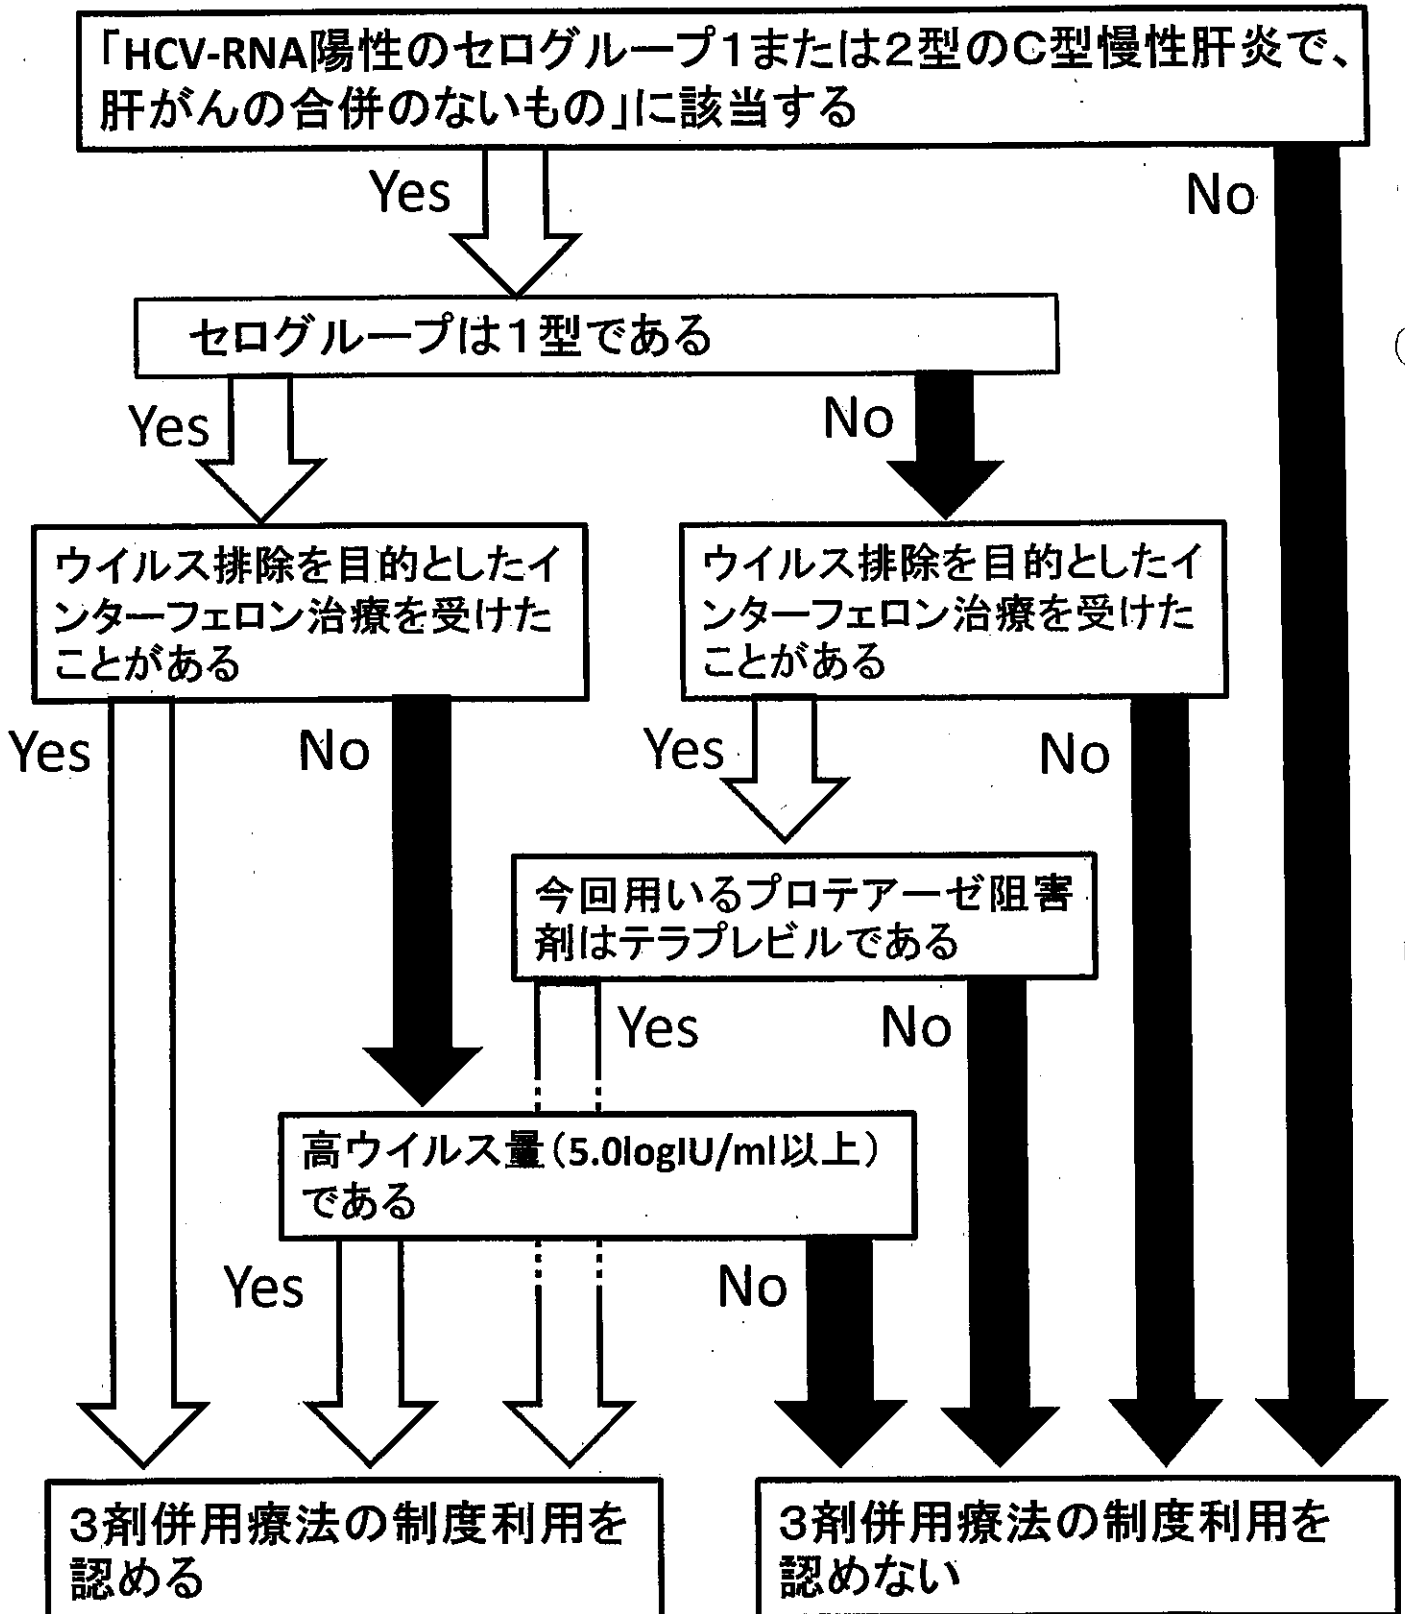 「HCV-RNA陽性のセログループ1または2型のC型慢性肝炎で、
肝がんの合併のないもの」に該当する
Yes
No
セログループは1型である
Yes
No
ウイルス排除を目的としたイ
ンターフェロン治療を受けた
ことがある
ウイルス排除を目的としたイ
ンターフェロン治療を受けた
ことがある
Yes
No
Yes
No
今回用いるプロテアーゼ阻害
剤はテラプレビルである
Yes
No
高ウイルス量(5.0logIU/ml以上)
である
Yes
No
3剤併用療法の制度利用を
認める
3剤併用療法の制度利用を
認めない